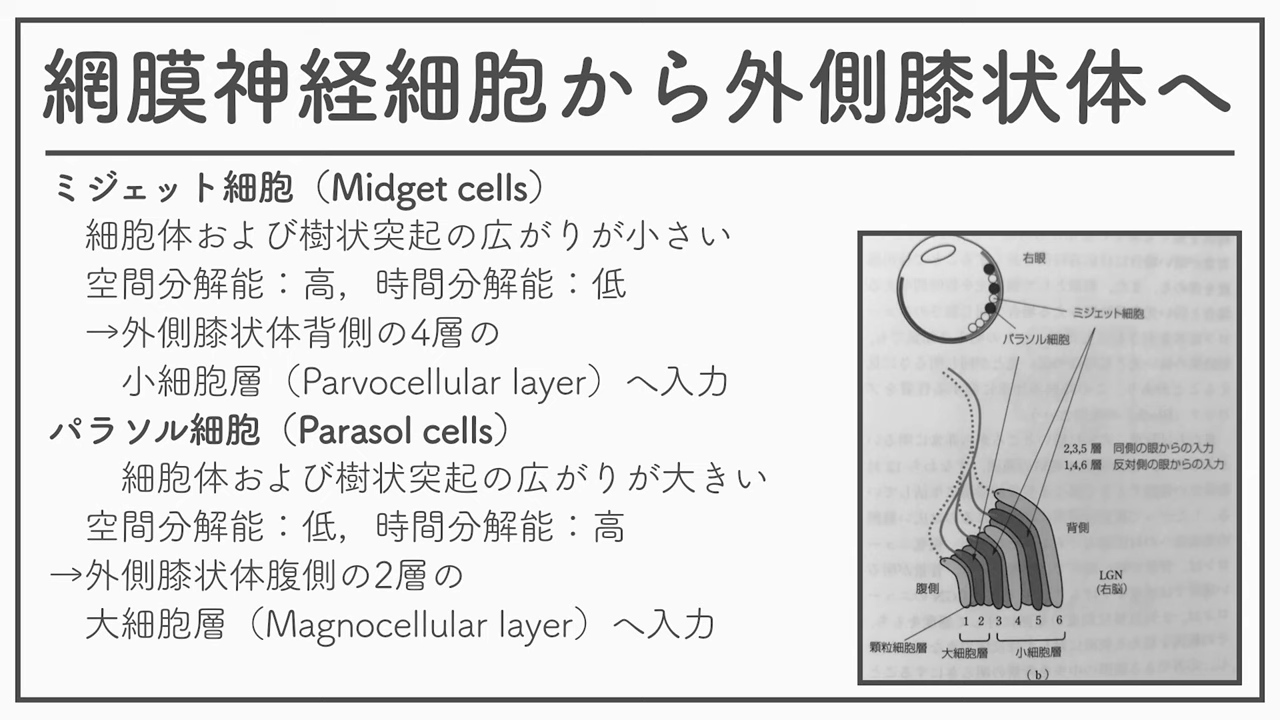 網膜神経細胞から外側膝状体へ
ミジェット細胞（Midget cells）
細胞体および樹状突起の広がりが小さい
空間分解能：高，時間分解能：低
→外側膝状体背側の4層の
小細胞層（Parvocellular layer）へ入力
パラソル細胞（Parasol cells）
細胞体および樹状突起の広がりが大きい
空間分解能：低，時間分解能：高
→外側膝状体腹側の2層の
大細胞層（Magnocellular layer）へ入力
右眼
ミジェット細胞
パラソル細胞
2,3,5 層 同側の眼からの入力
1,4,6 層 反対側の眼からの入力
背側
腹側
LGN
（右脳）
1 2 3 4 5 6
顆粒細胞層
大細胞層
小細胞層
（b）